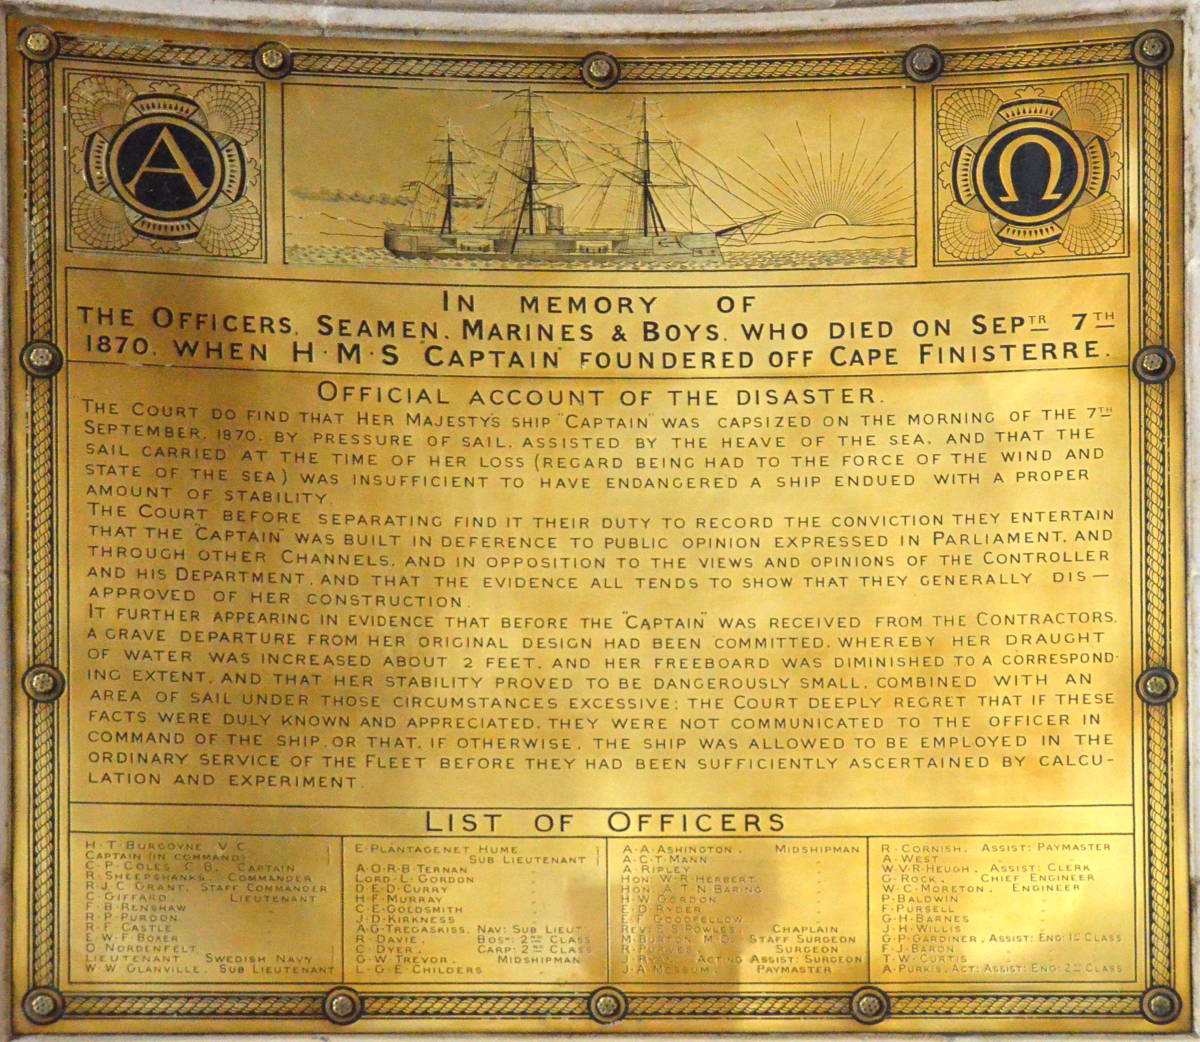 A
Ω
IN MEMORY OF
THE OFFICERS, SEAMEN, MARINES & BOYS, WHO DIED ON SEPTR 7TH
1870, WHEN H·M·S "CAPTAIN" FOUNDERED OFF CAPE FINISTERRE.
OFFICIAL ACCOUNT OF THE DISASTER.
THE COURT DO FIND THAT HER MAJESTY'S SHIP "CAPTAIN" WAS CAPSIZED ON THE MORNING OF THE 7TH
SEPTEMBER, 1870, BY PRESSURE OF SAIL, ASSISTED BY THE HEAVE OF THE SEA, AND THAT THE
SAIL CARRIED AT THE TIME OF HER LOSS (REGARD BEING HAD TO THE FORCE OF THE WIND AND
STATE OF THE SEA) WAS INSUFFICIENT TO HAVE ENDANGERED A SHIP ENDUED WITH A PROPER
AMOUNT OF STABILITY.
THE COURT BEFORE SEPARATING FIND IT THEIR DUTY TO RECORD THE CONVICTION THEY ENTERTAIN
THAT THE "CAPTAIN" WAS BUILT IN DEFERENCE TO PUBLIC OPINION EXPRESSED IN PARLIAMENT, AND
THROUGH OTHER CHANNELS, AND IN OPPOSITION TO THE VIEWS AND OPINIONS OF THE CONTROLLER
AND HIS DEPARTMENT, AND THAT THE EVIDENCE ALL TENDS TO SHOW THAT THEY GENERALLY DIS—
APPROVED OF HER CONSTRUCTION.
IT FURTHER APPEARING IN EVIDENCE THAT BEFORE THE "CAPTAIN" WAS RECEIVED FROM THE CONTRACTORS,
A GRAVE DEPARTURE FROM HER ORIGINAL DESIGN HAD BEEN COMMITTED, WHEREBY HER DRAUGHT
OF WATER WAS INCREASED ABOUT 2 FEET, AND HER FREEBOARD WAS DIMINISHED TO A CORRESPOND-
ING EXTENT, AND THAT HER STABILITY PROVED TO BE DANGEROUSLY SMALL, COMBINED WITH AN
AREA OF SAIL UNDER THOSE CIRCUMSTANCES EXCESSIVE: THE COURT DEEPLY REGRET THAT IF THESE
FACTS WERE DULY KNOWN AND APPRECIATED, THEY WERE NOT COMMUNICATED TO THE OFFICER IN
COMMAND OF THE SHIP, OR THAT, IF OTHERWISE, THE SHIP WAS ALLOWED TO BE EMPLOYED IN THE
ORDINARY SERVICE OF THE FLEET BEFORE THEY HAD BEEN SUFFICIENTLY ASCERTAINED BY CALCU-
LATION AND EXPERIMENT.
LIST OF OFFICERS
H·T·BURGOYNE V·C·
CAPTAIN (IN COMMAND)
C·P·COLES C·B, CAPTAIN
R·SHEEPSHANKS, COMMANDER
R·J·C·GRANT, STAFF COMMANDER
C·GIFFARD, LIEUTENANT
F·B·RENSHAW
R·P·PURDON
R·F·CASTLE
E·W·F·BOXER
O·NORDENFELT,
LIEUTENANT SWEDISH NAVY
W·W·GLANVILLE, SUB LIEUTENANT
E·PLANTAGENET HUME
SUB LIEUTENANT
A·O·R·B·TERNAN
LORD·L·GORDON
D·E·D·CURRY
H·F·MURRAY
C·E·GOLDSMITH
J·D·KIRKNESS
A·G·TREGASKISS, NAV: SUB LIEUT
R·DAVIE, BOSN: 2ND CLASS
C·DYER, CARP: 2ND CLASS
G·W·TREVOR, MIDSHIPMAN
L·G·E·CHILDERS
A·A·ASHINGTON, MIDSHIPMAN
A·C·T·MANN
A·RIPLEY
HON: W·R·HERBERT
HON: A·T·N·BARING
H·W·GORDON
E·D·RYDER
E·F·GOODFELLOW
REV: E·S·POWLES, CHAPLAIN
M·BURTON M·D: STAFF SURGEON
R·PURVES, SURGEON
J·RYAN, ACTING ASSIST: SURGEON
J·A·MESSUM, PAYMASTER
R·CORNISH, ASSIST: PAYMASTER
A·WEST
W·V·R·HEUGH, ASSIST: CLERK
G·ROCK, CHIEF ENGINEER
W·C·MORETON, ENGINEER
P·BALDWIN
F·PURSELL
G·H·BARNES
J·H·WILLIS
G·P·GARDINER, ASSIST: ENG: 1ST CLASS
F·J·BARON
T·W·CURTIS
A·PURKIS, ACT: ASSIST: ENG: 2ND CLASS